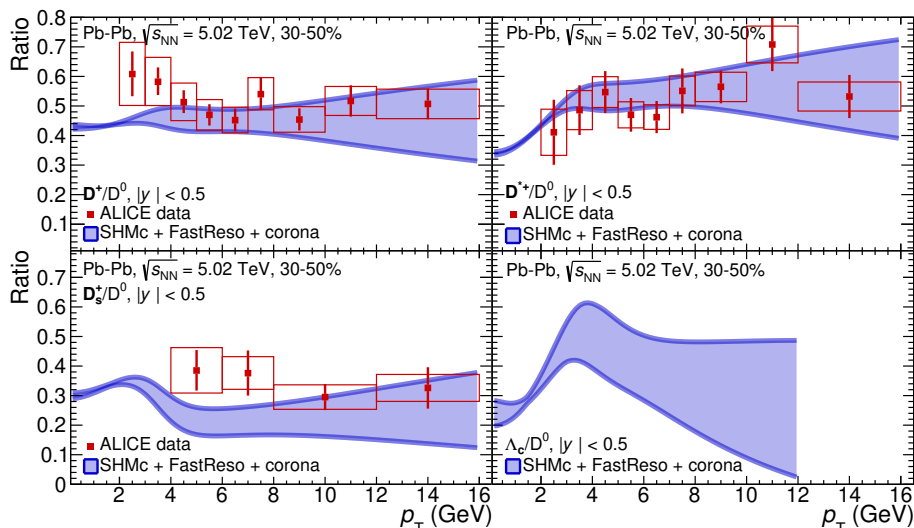 Ratio
0.8
0.7
0.6
0.5
0.4
0.3
0.2
0.1
Pb-Pb, √sNN = 5.02 TeV, 30-50%
D+/D0, |y| < 0.5
ALICE data
SHMc + FastReso + corona
Pb-Pb, √sNN = 5.02 TeV, 30-50%
D*+/D0, |y| < 0.5
ALICE data
SHMc + FastReso + corona
Ratio
0.7
0.6
0.5
0.4
0.3
0.2
0.1
0
Pb-Pb, √sNN = 5.02 TeV, 30-50%
Ds+/D0, |y| < 0.5
ALICE data
SHMc + FastReso + corona
2 4 6 8 10 12 14 16
pT (GeV)
Pb-Pb, √sNN = 5.02 TeV, 30-50%
Λc/D0, |y| < 0.5
SHMc + FastReso + corona
2 4 6 8 10 12 14 16
pT (GeV)